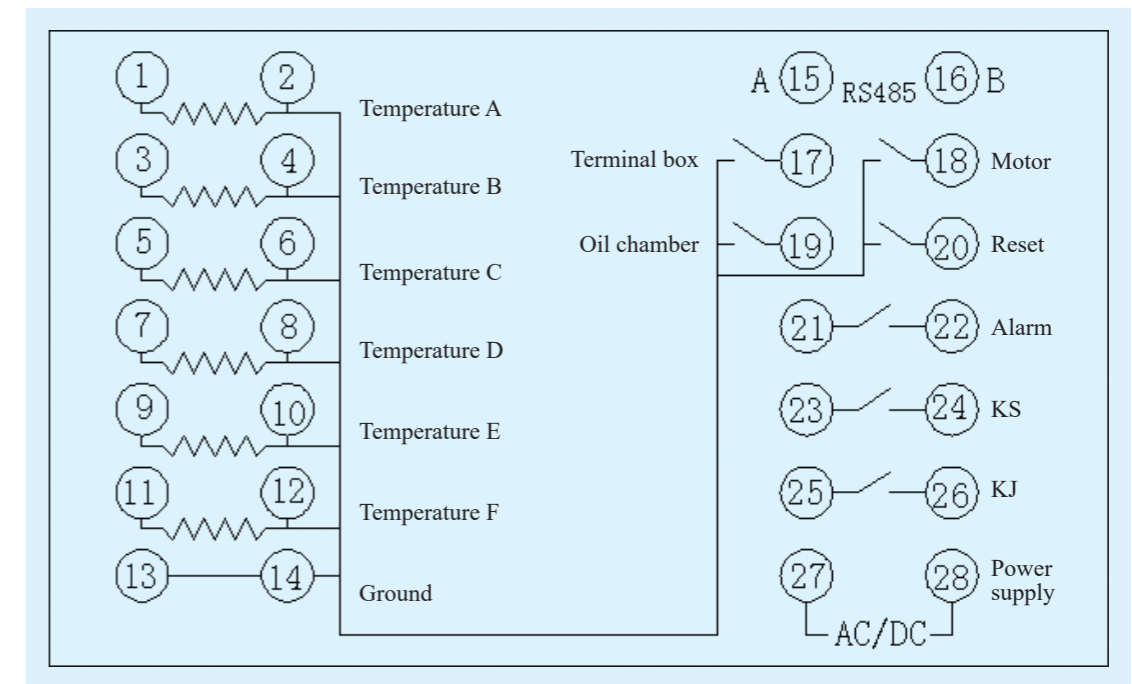 1 2
Temperature A
3 4
Temperature B
5 6
Temperature C
7 8
Temperature D
9 10
Temperature E
11 12
Temperature F
13 14
Ground
A 15 RS485 16 B
Terminal box 17 18 Motor
Oil chamber 19 20 Reset
21 22 Alarm
23 24 KS
25 26 KJ
27 28 Power
supply
AC/DC